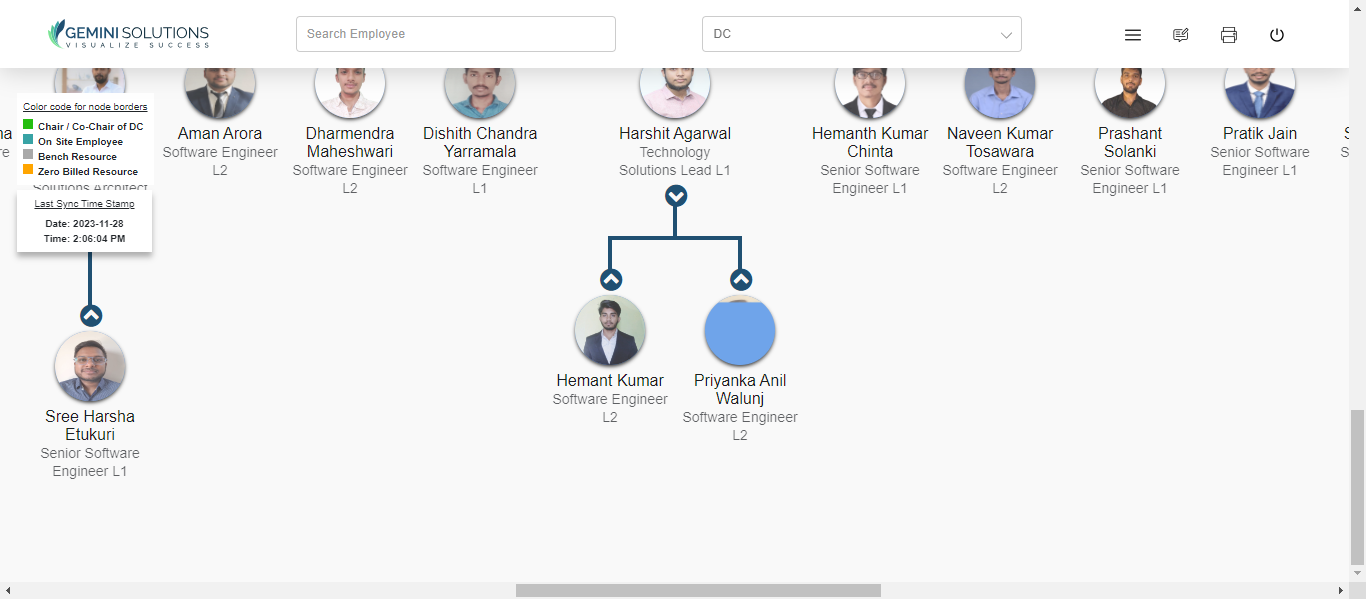 GEMINI SOLUTIONS
VISUALIZE SUCCESS
Search Employee
DC
Color code for node borders
Chair / Co-Chair of DC
On Site Employee
Bench Resource
Zero Billed Resource
Solutions Architect
Last Sync Time Stamp
Date: 2023-11-28
Time: 2:06:04 PM
Aman Arora
Software Engineer
L2
Dharmendra
Maheshwari
Software Engineer
L2
Dishith Chandra
Yarramala
Software Engineer
L1
Harshit Agarwal
Technology
Solutions Lead L1
Hemanth Kumar
Chinta
Senior Software
Engineer L1
Naveen Kumar
Tosawara
Software Engineer
L2
Prashant
Solanki
Senior Software
Engineer L1
Pratik Jain
Senior Software
Engineer L1
Sree Harsha
Etukuri
Senior Software
Engineer L1
Hemant Kumar
Software Engineer
L2
Priyanka Anil
Walunj
Software Engineer
L2